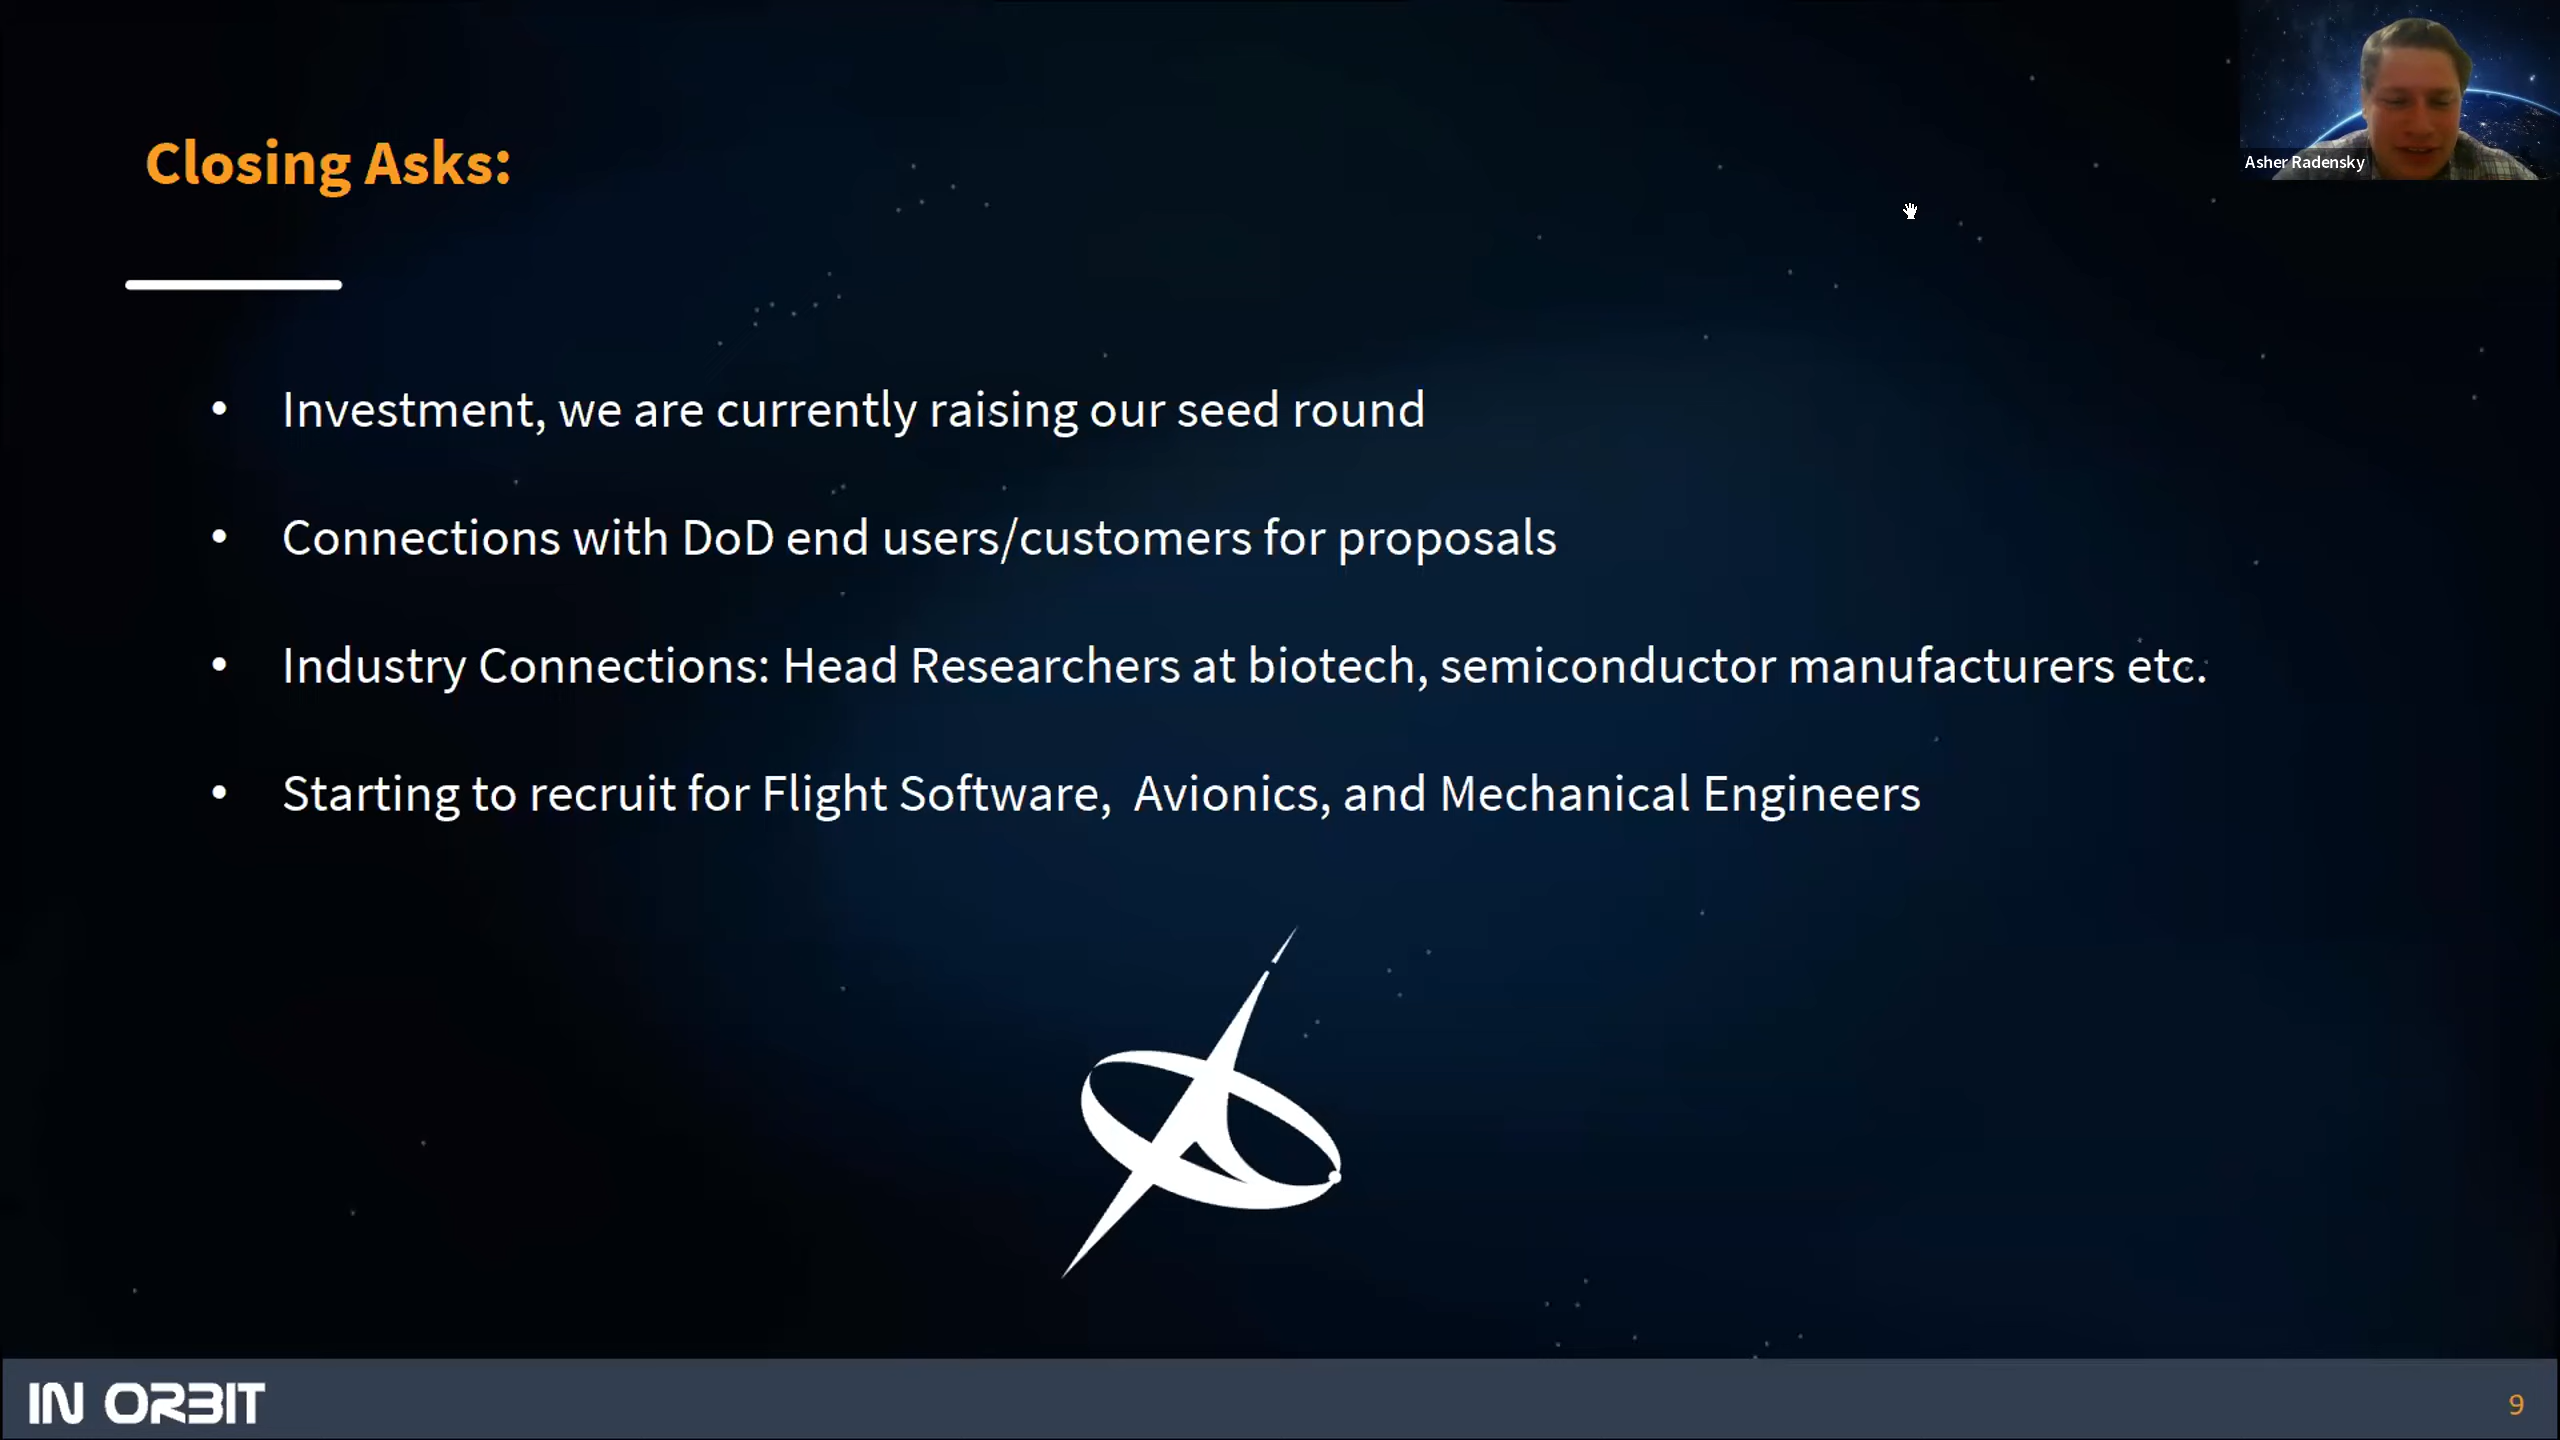 Closing Asks:
Asher Radensky
• Investment, we are currently raising our seed round
• Connections with DoD end users/customers for proposals
• Industry Connections: Head Researchers at biotech, semiconductor manufacturers etc.
• Starting to recruit for Flight Software,  Avionics, and Mechanical Engineers
IN ORBIT
9